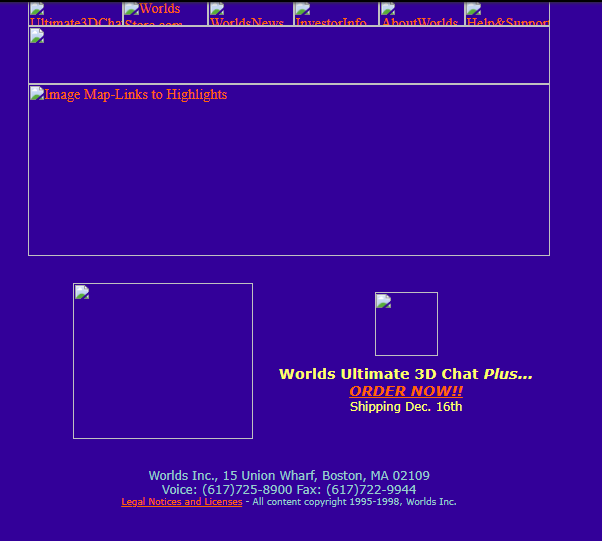 Ultimate3DChat
Worlds
Store.com
WorldsNews
InvestorInfo
AboutWorlds
Help&Support
Image Map-Links to Highlights
Worlds Ultimate 3D Chat Plus...
ORDER NOW!!
Shipping Dec. 16th
Worlds Inc., 15 Union Wharf, Boston, MA 02109
Voice: (617)725-8900 Fax: (617)722-9944
Legal Notices and Licenses - All content copyright 1995-1998, Worlds Inc.